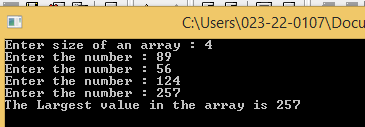 C:\Users\023-22-0107\Docu
Enter size of an array : 4
Enter the number : 89
Enter the number : 56
Enter the number : 124
Enter the number : 257
The Largest value in the array is 257